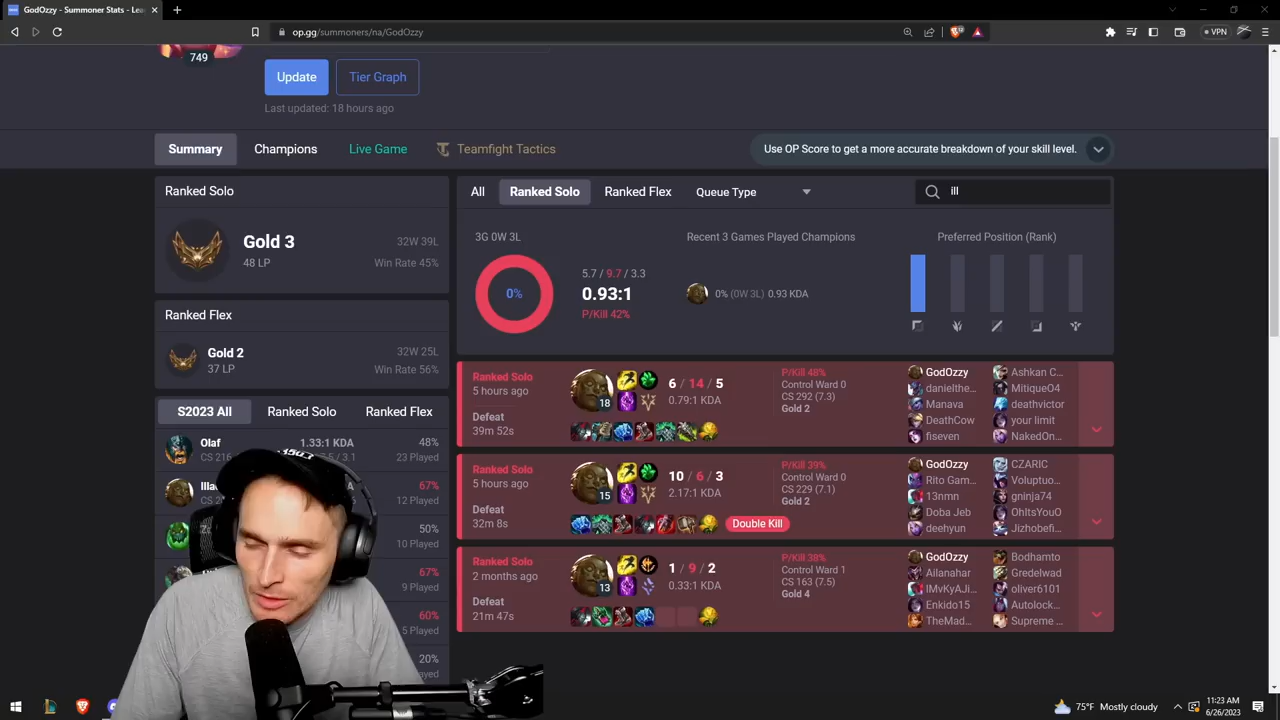 GodOzzy - Summoner Stats - Lea
op.gg/summoners/na/GodOzzy
VPN
749
Update
Tier Graph
Last updated: 18 hours ago
Summary
Champions
Live Game
Teamfight Tactics
Use OP Score to get a more accurate breakdown of your skill level.
Ranked Solo
Gold 3
48 LP
32W 39L
Win Rate 45%
Ranked Flex
Gold 2
37 LP
32W 25L
Win Rate 56%
S2023 All
Ranked Solo
Ranked Flex
Olaf
CS 216
1.33:1 KDA
7.5 / 3.1
48%
23 Played
67%
12 Played
50%
10 Played
67%
9 Played
60%
5 Played
20%
All
Ranked Solo
Ranked Flex
Queue Type
ill
3G 0W 3L
0%
5.7 / 9.7 / 3.3
0.93:1
P/Kill 42%
Recent 3 Games Played Champions
0% (0W 3L) 0.93 KDA
Preferred Position (Rank)
Ranked Solo
5 hours ago
Defeat
39m 52s
18
6 / 14 / 5
0.79:1 KDA
P/Kill 48%
Control Ward 0
CS 292 (7.3)
Gold 2
GodOzzy
danielthe...
Manava
DeathCow
fiseven
Ashkan C...
MitiqueO4
deathvictor
your limit
NakedOn...
Ranked Solo
5 hours ago
Defeat
32m 8s
15
10 / 6 / 3
2.17:1 KDA
Double Kill
P/Kill 39%
Control Ward 0
CS 229 (7.1)
Gold 2
GodOzzy
Rito Gam...
13nmn
Doba Jeb
deehyun
CZARIC
Voluptuo...
gninja74
OhItsYouO
Jizhobefi...
Ranked Solo
2 months ago
Defeat
21m 47s
13
1 / 9 / 2
0.33:1 KDA
P/Kill 38%
Control Ward 1
CS 163 (7.5)
Gold 4
GodOzzy
Ailanahar
IMvKyAJi...
Enkido15
TheMad...
Bodhamto
Gredelwad
oliver6101
Autolock...
Supreme ...
75°F Mostly cloudy
11:23 AM
6/26/2023